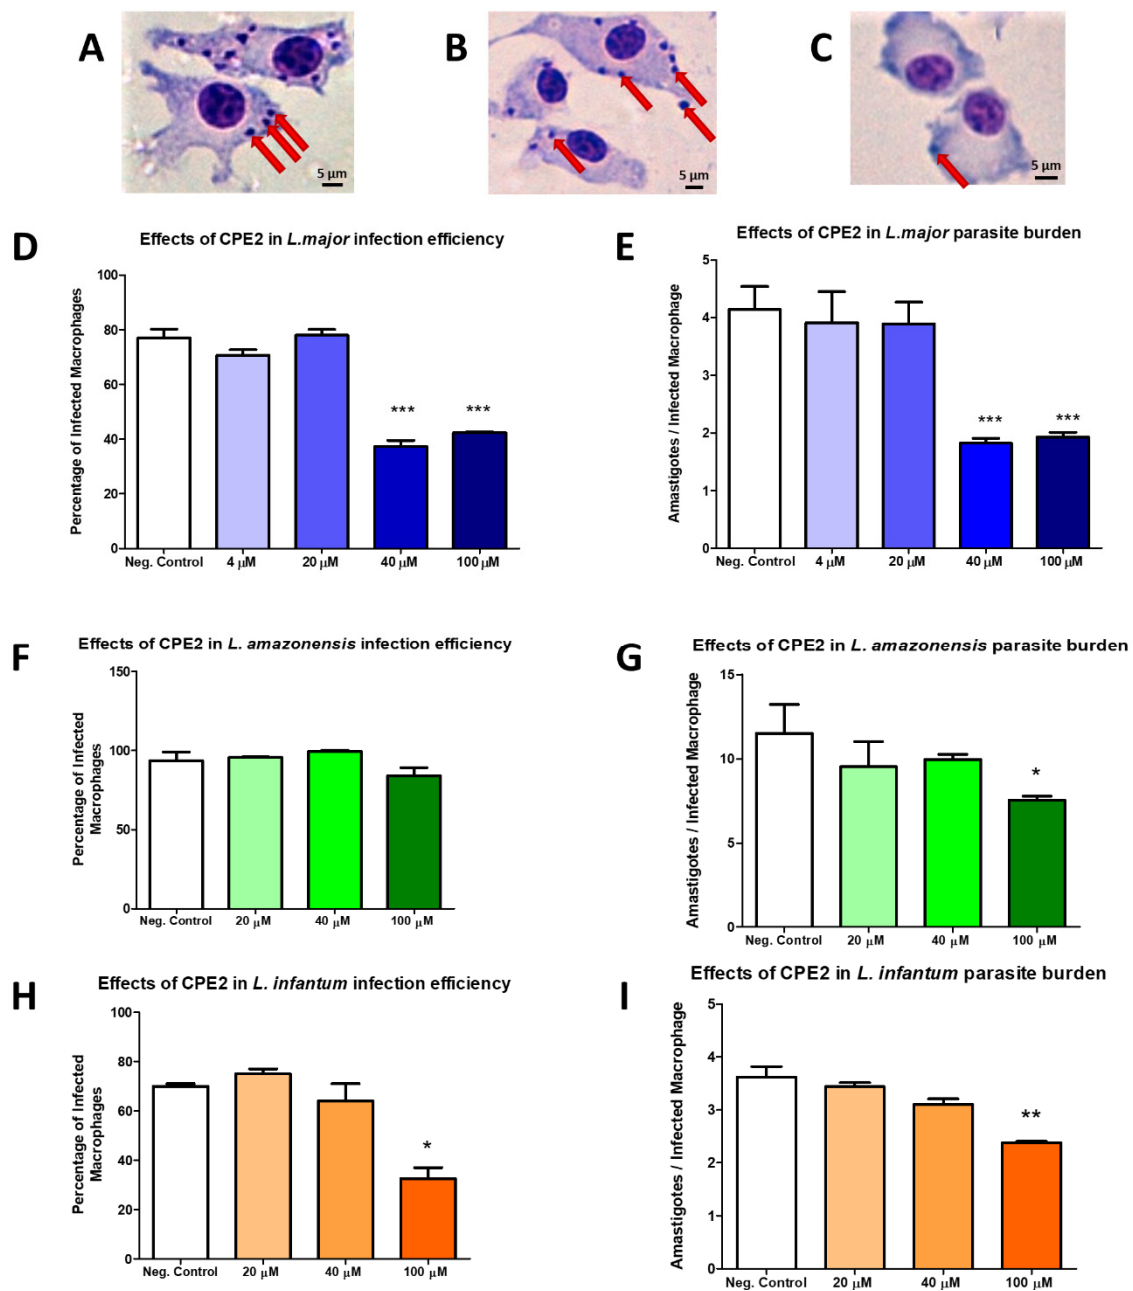 A
B
C
5 µm
5 µm
5 µm
D
Effects of CPE2 in L.major infection efficiency
Percentage of Infected Macrophages
100
80
60
40
20
0
***
***
Neg. Control 4 µM 20 µM 40 µM 100 µM
E
Effects of CPE2 in L.major parasite burden
Amastigotes / Infected Macrophage
5
4
3
2
1
0
***
***
Neg. Control 4 µM 20 µM 40 µM 100 µM
F
Effects of CPE2 in L. amazonensis infection efficiency
Percentage of Infected
Macrophages
150
100
50
0
Neg. Control 20 µM 40 µM 100 µM
G
Effects of CPE2 in L. amazonensis parasite burden
Amastigotes / Infected Macrophage
15
10
5
0
*
Neg. Control 20 µM 40 µM 100 µM
H
Effects of CPE2 in L. infantum infection efficiency
Percentage of Infected
Macrophages
100
80
60
40
20
0
*
Neg. Control 20 µM 40 µM 100 µM
I
Effects of CPE2 in L. infantum parasite burden
Amastigotes / Infected Macrophage
5
4
3
2
1
0
**
Neg. Control 20 µM 40 µM 100 µM